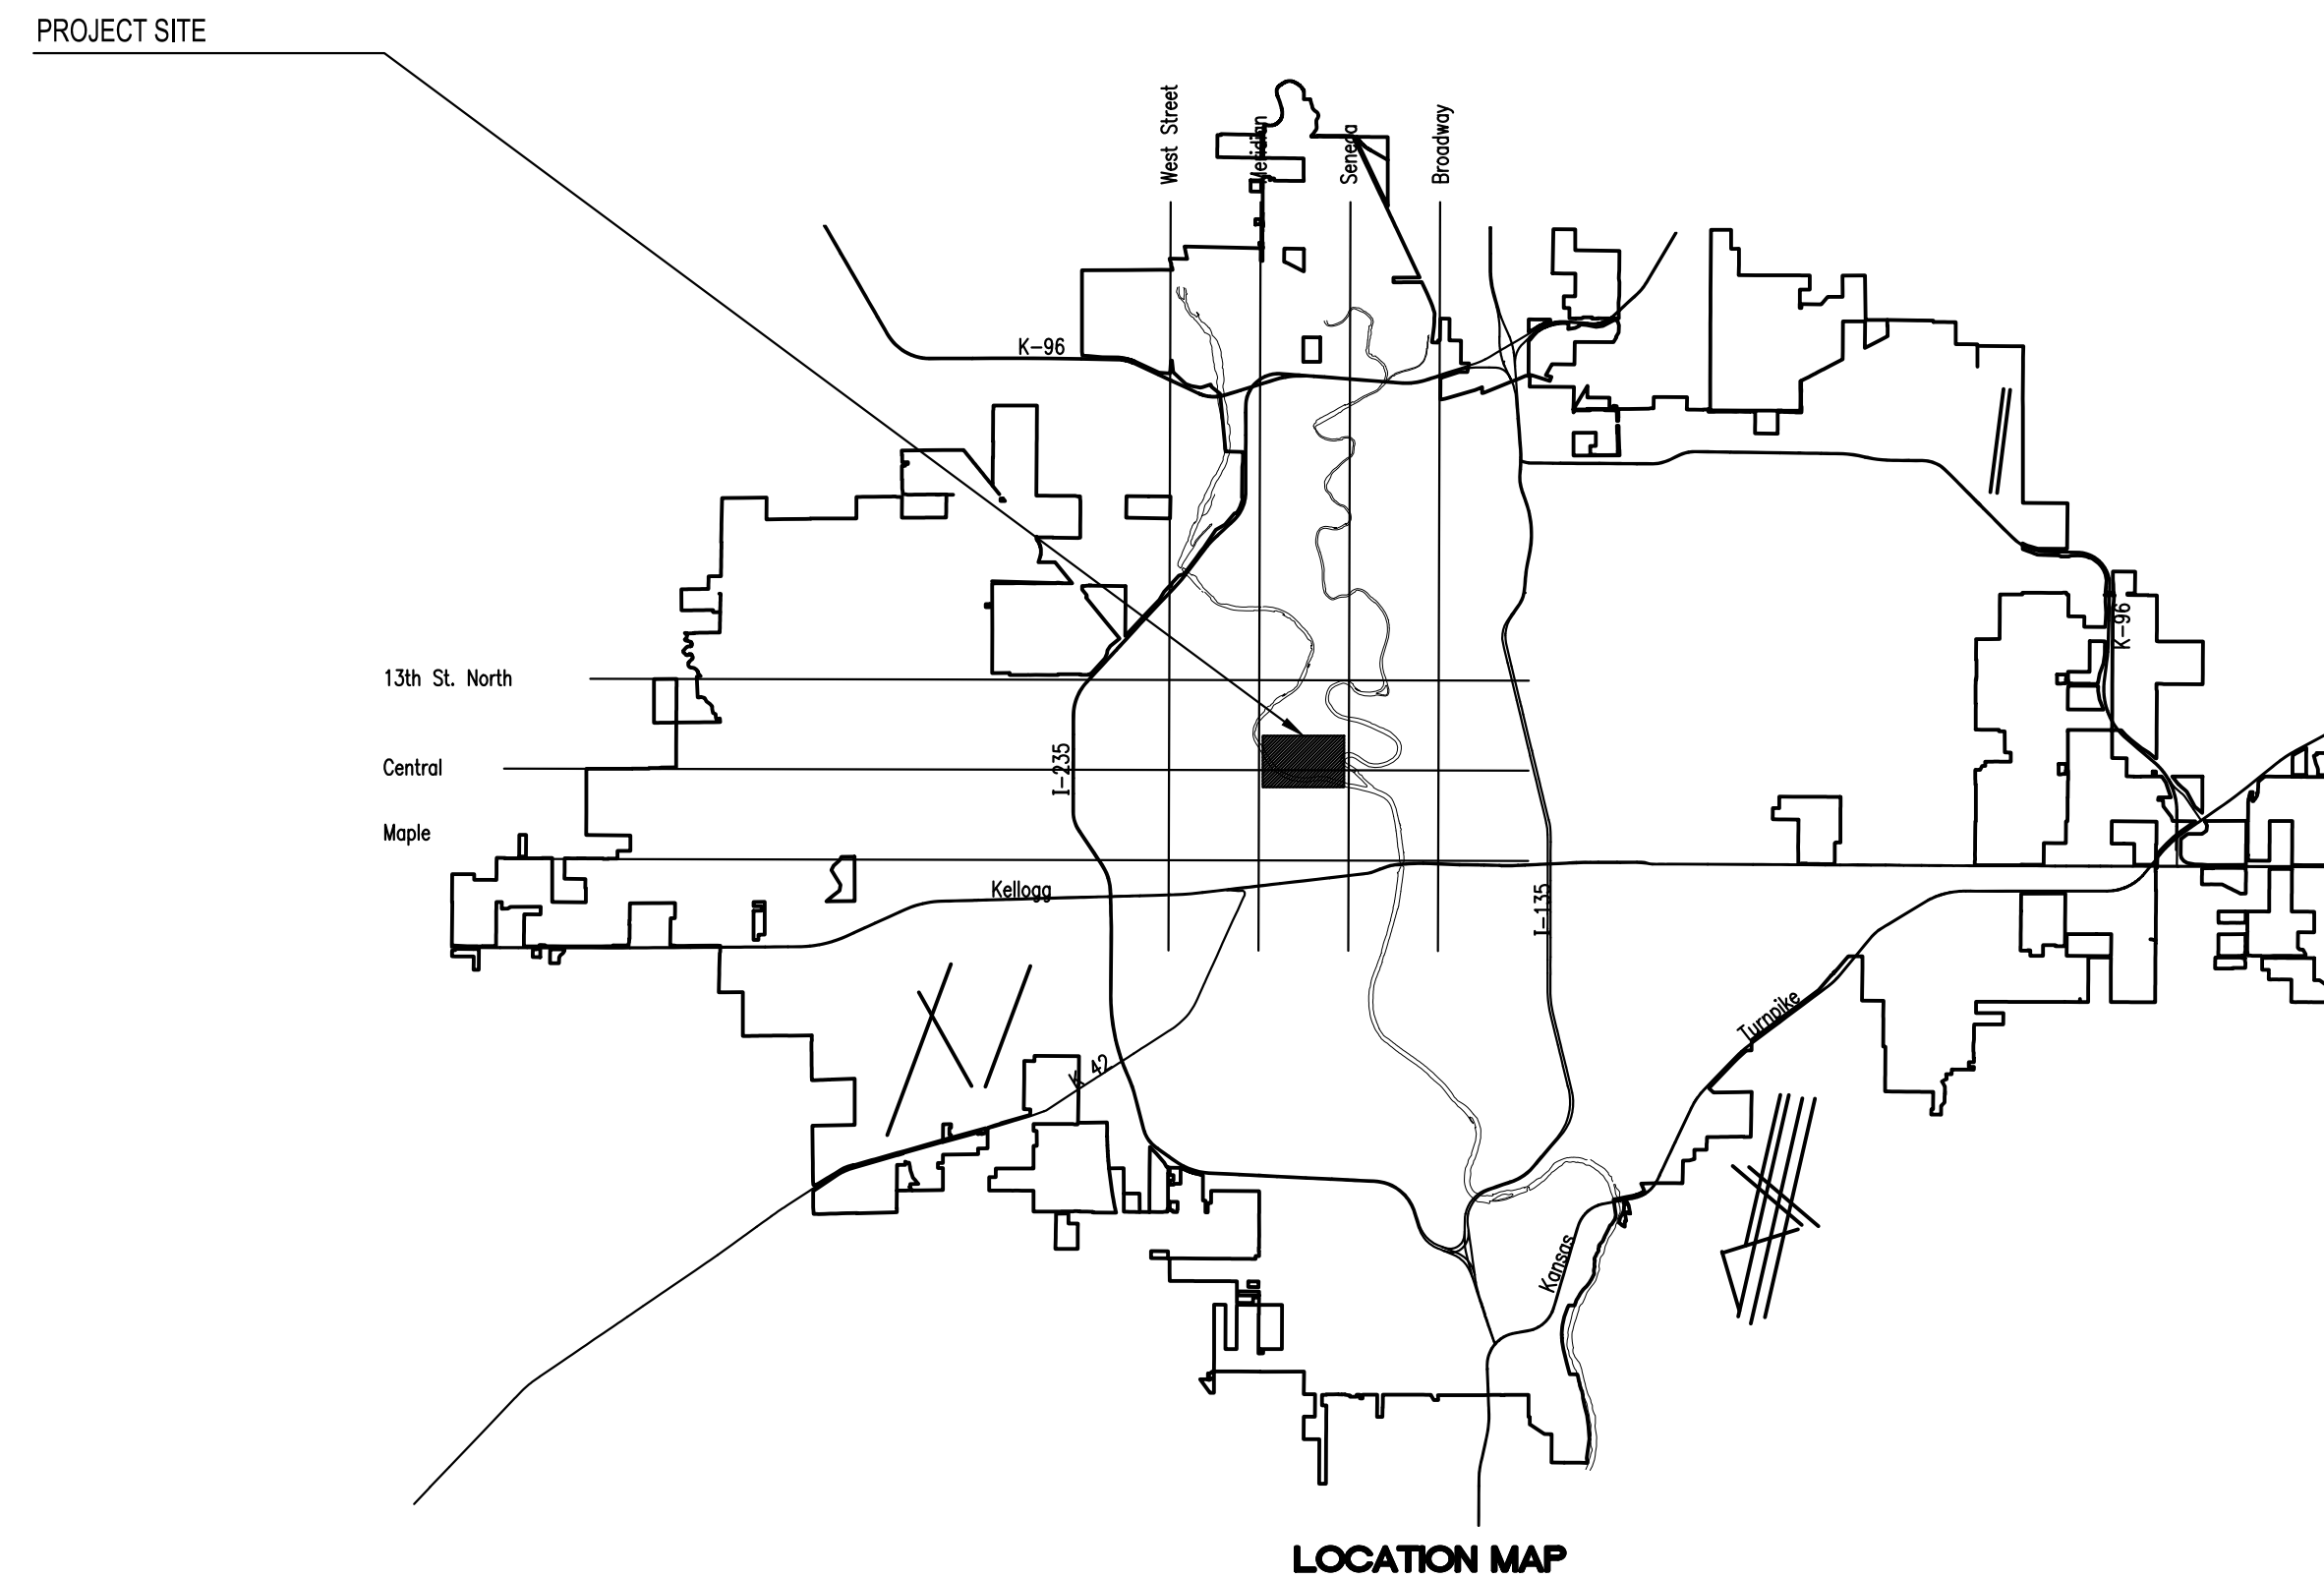 PROJECT SITE
West Street
Meridian
Seneca
Broadway
K-96
K-96
13th St. North
Central
I-235
Maple
Kellogg
I-135
Turnpike
K 42
Kansas
LOCATION MAP